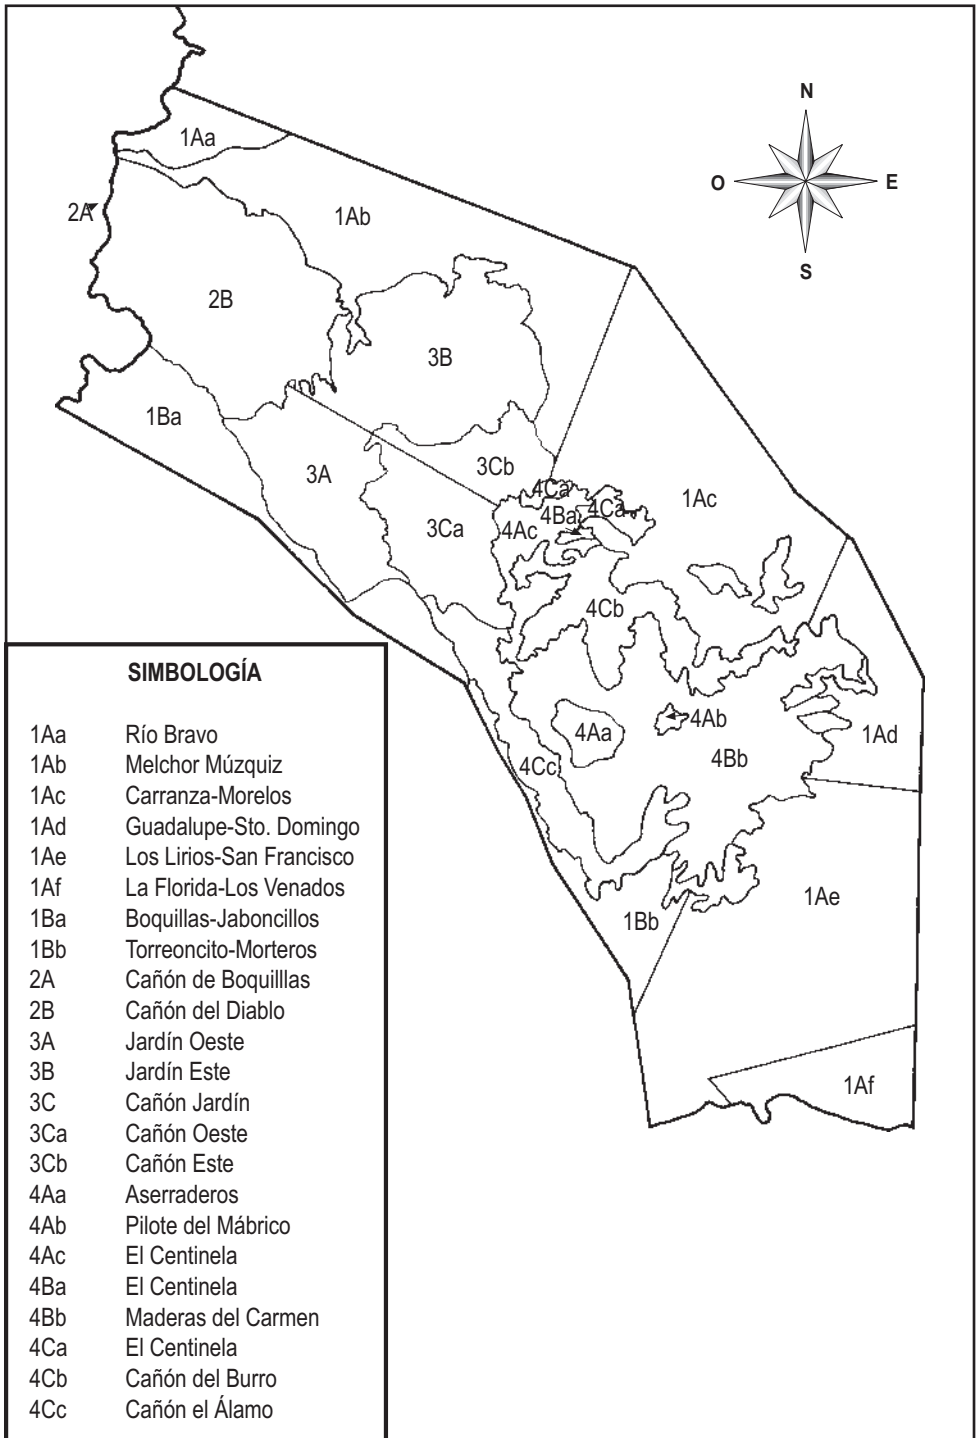 N
1Aa
O
E
2A
1Ab
S
2B
3B
1Ba
3Cb
3A
4Ca
1Ac
4Ca
4Ba
3Ca
4Ac
4Cb
4Ab
4Aa
1Ad
4Bb
4Cc
1Ae
1Bb
1Af
SIMBOLOGÍA
1Aa Río Bravo
1Ab Melchor Múzquiz
1Ac Carranza-Morelos
1Ad Guadalupe-Sto. Domingo
1Ae Los Lirios-San Francisco
1Af La Florida-Los Venados
1Ba Boquillas-Jaboncillos
1Bb Torreoncito-Morteros
2A Cañón de Boquilllas
2B Cañón del Diablo
3A Jardín Oeste
3B Jardín Este
3C Cañón Jardín
3Ca Cañón Oeste
3Cb Cañón Este
4Aa Aserraderos
4Ab Pilote del Mábrico
4Ac El Centinela
4Ba El Centinela
4Bb Maderas del Carmen
4Ca El Centinela
4Cb Cañón del Burro
4Cc Cañón el Álamo